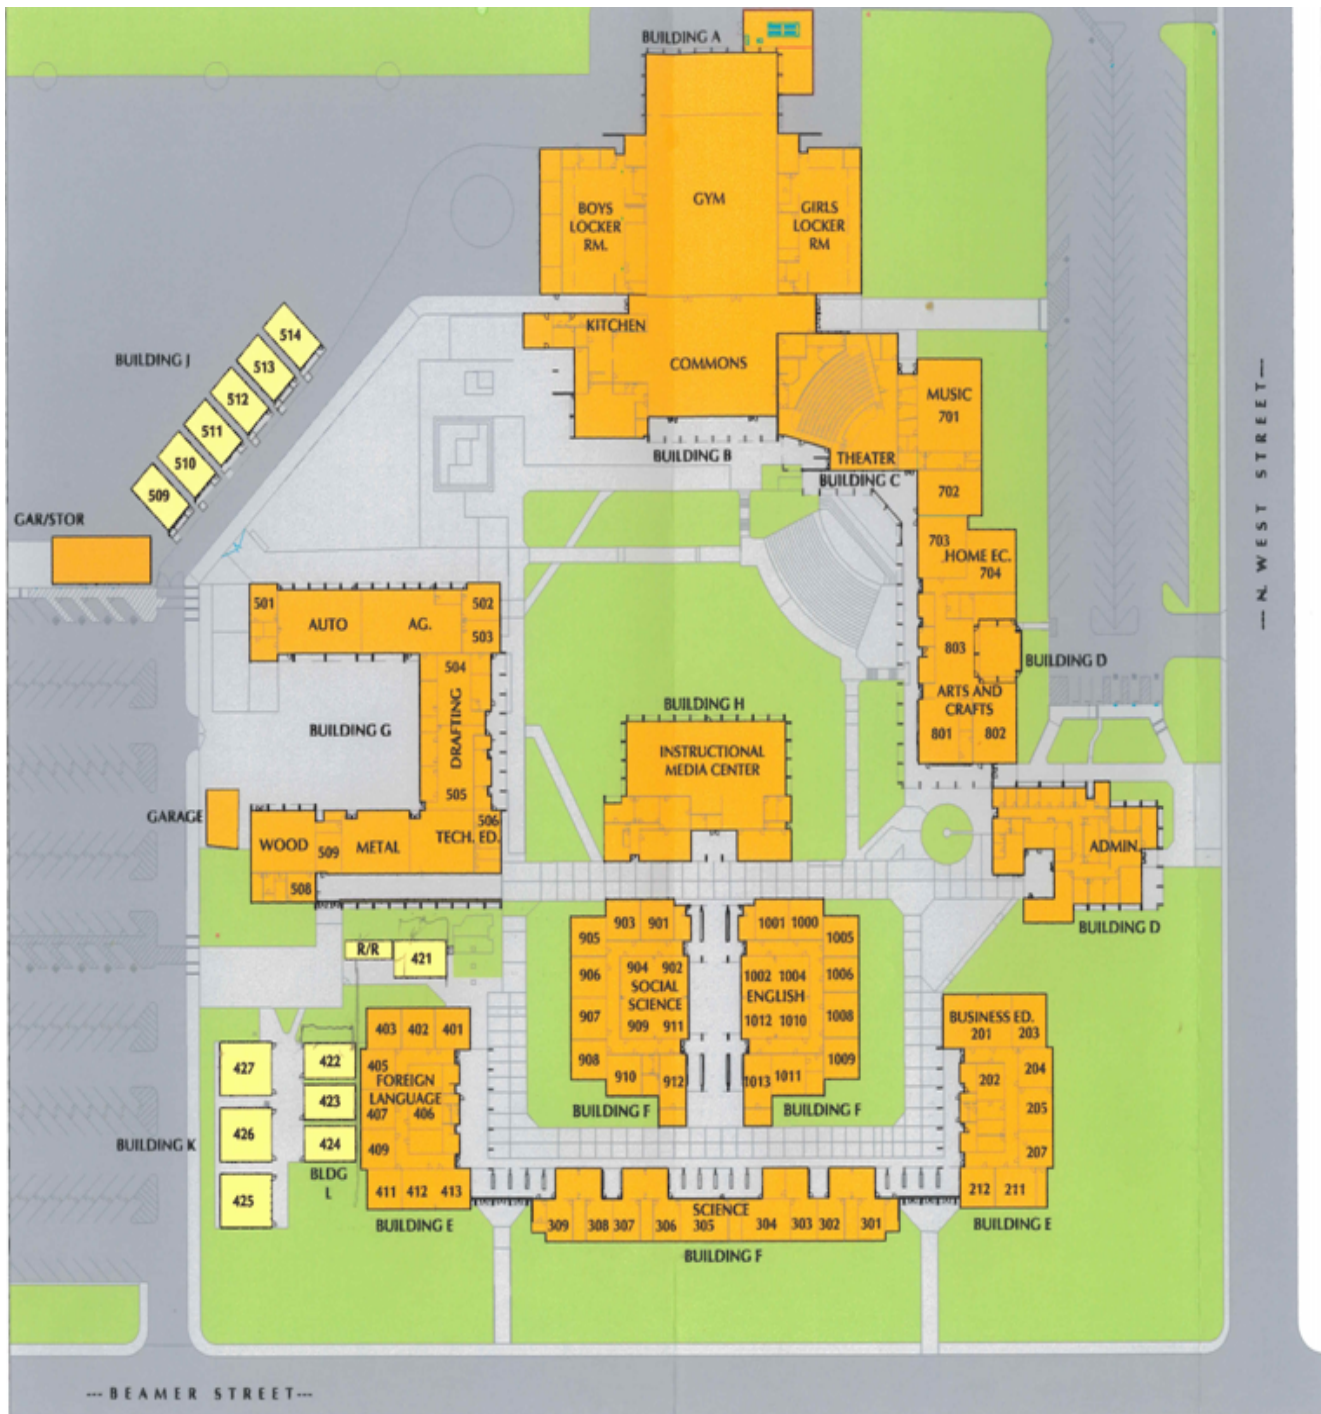 BUILDING A
GYM
BOYS
LOCKER
RM.
GIRLS
LOCKER
RM
KITCHEN
COMMONS
BUILDING B
THEATER
BUILDING C
MUSIC
701
702
703
HOME EC.
704
803
BUILDING D
ARTS AND
CRAFTS
801
802
ADMIN.
BUILDING D
BUILDING J
514
513
512
511
510
509
GAR/STOR
501
AUTO
AG.
502
503
504
DRAFTING
505
BUILDING G
GARAGE
WOOD
509
METAL
506
TECH. ED.
508
BUILDING H
INSTRUCTIONAL
MEDIA CENTER
R/R
421
903
901
905
906
904
902
SOCIAL
SCIENCE
907
909
911
908
910
912
BUILDING F
1001
1000
1005
1002
1004
1006
ENGLISH
1012
1010
1008
1009
1013
1011
BUILDING F
BUSINESS ED.
201
203
202
204
205
207
212
211
BUILDING E
403
402
401
405
FOREIGN
LANGUAGE
407
406
409
411
412
413
BUILDING E
427
426
425
BUILDING K
422
423
424
BLDG
L
SCIENCE
309
308
307
306
305
304
303
302
301
BUILDING F
--- N. WEST STREET---
---BEAMER STREET---